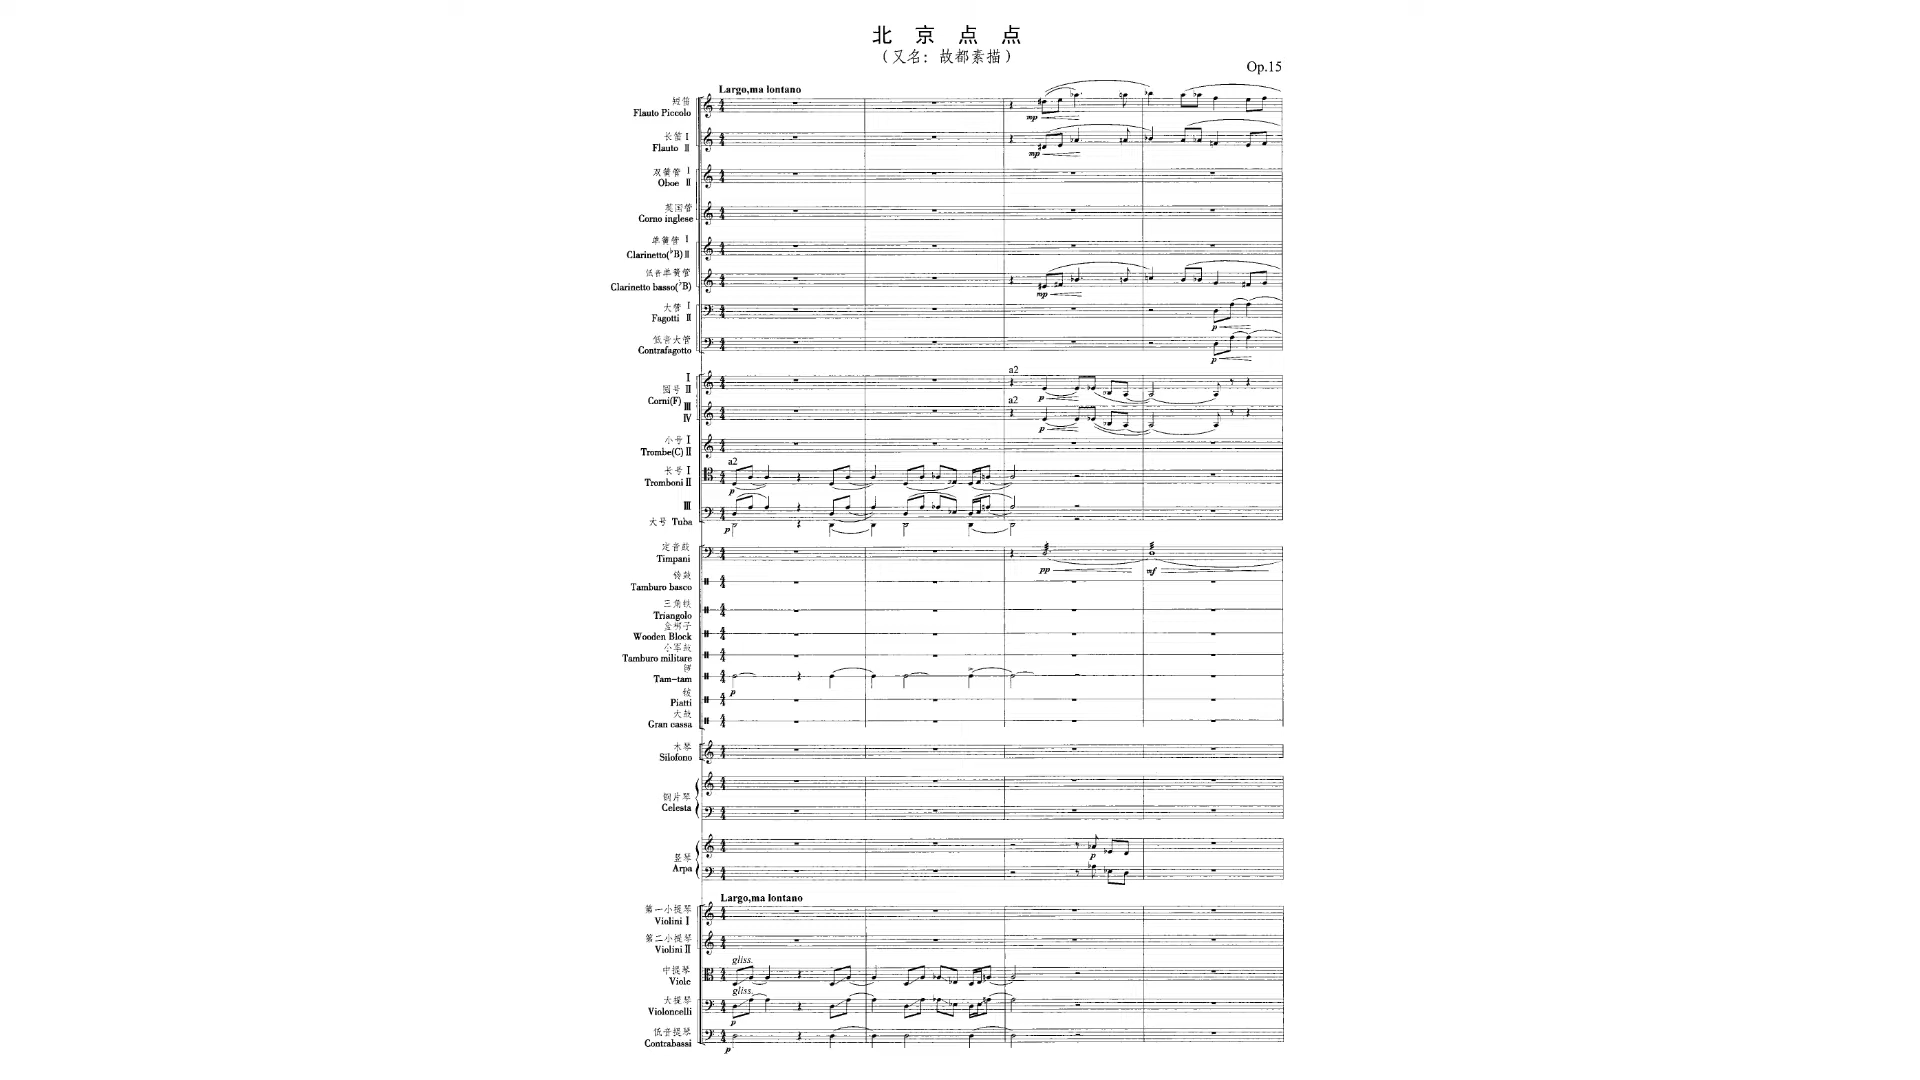 北京点点
（又名：故都素描）
Op.15
Largo,ma lontano
短笛
Flauto Piccolo
mp
长笛 I
Flauto II
mp
双簧管 I
Oboe II
英国管
Corno inglese
单簧管 I
Clarinetto(♭B) II
低音单簧管
Clarinetto basso(♭B)
mp
大管 I
Fagotti II
p
低音大管
Contrafagotto
p
a2
I
圆号 II
Corni(F)
p
a2
III
IV
p
小号 I
Trombe(C) II
a2
长号 I
Tromboni II
p
III
大号 Tuba
p
定音鼓
Timpani
pp mf
铃鼓
Tamburo basco
三角铁
Triangolo
盒梆子
Wooden Block
小军鼓
Tamburo militare
锣
Tam-tam
p
钹
Piatti
大鼓
Gran cassa
木琴
Silofono
钢片琴
Celesta
竖琴
Arpa
p
Largo,ma lontano
第一小提琴
Violini I
第二小提琴
Violini II
gliss.
中提琴
Viole
gliss.
大提琴
Violoncelli
p
低音提琴
Contrabassi
p